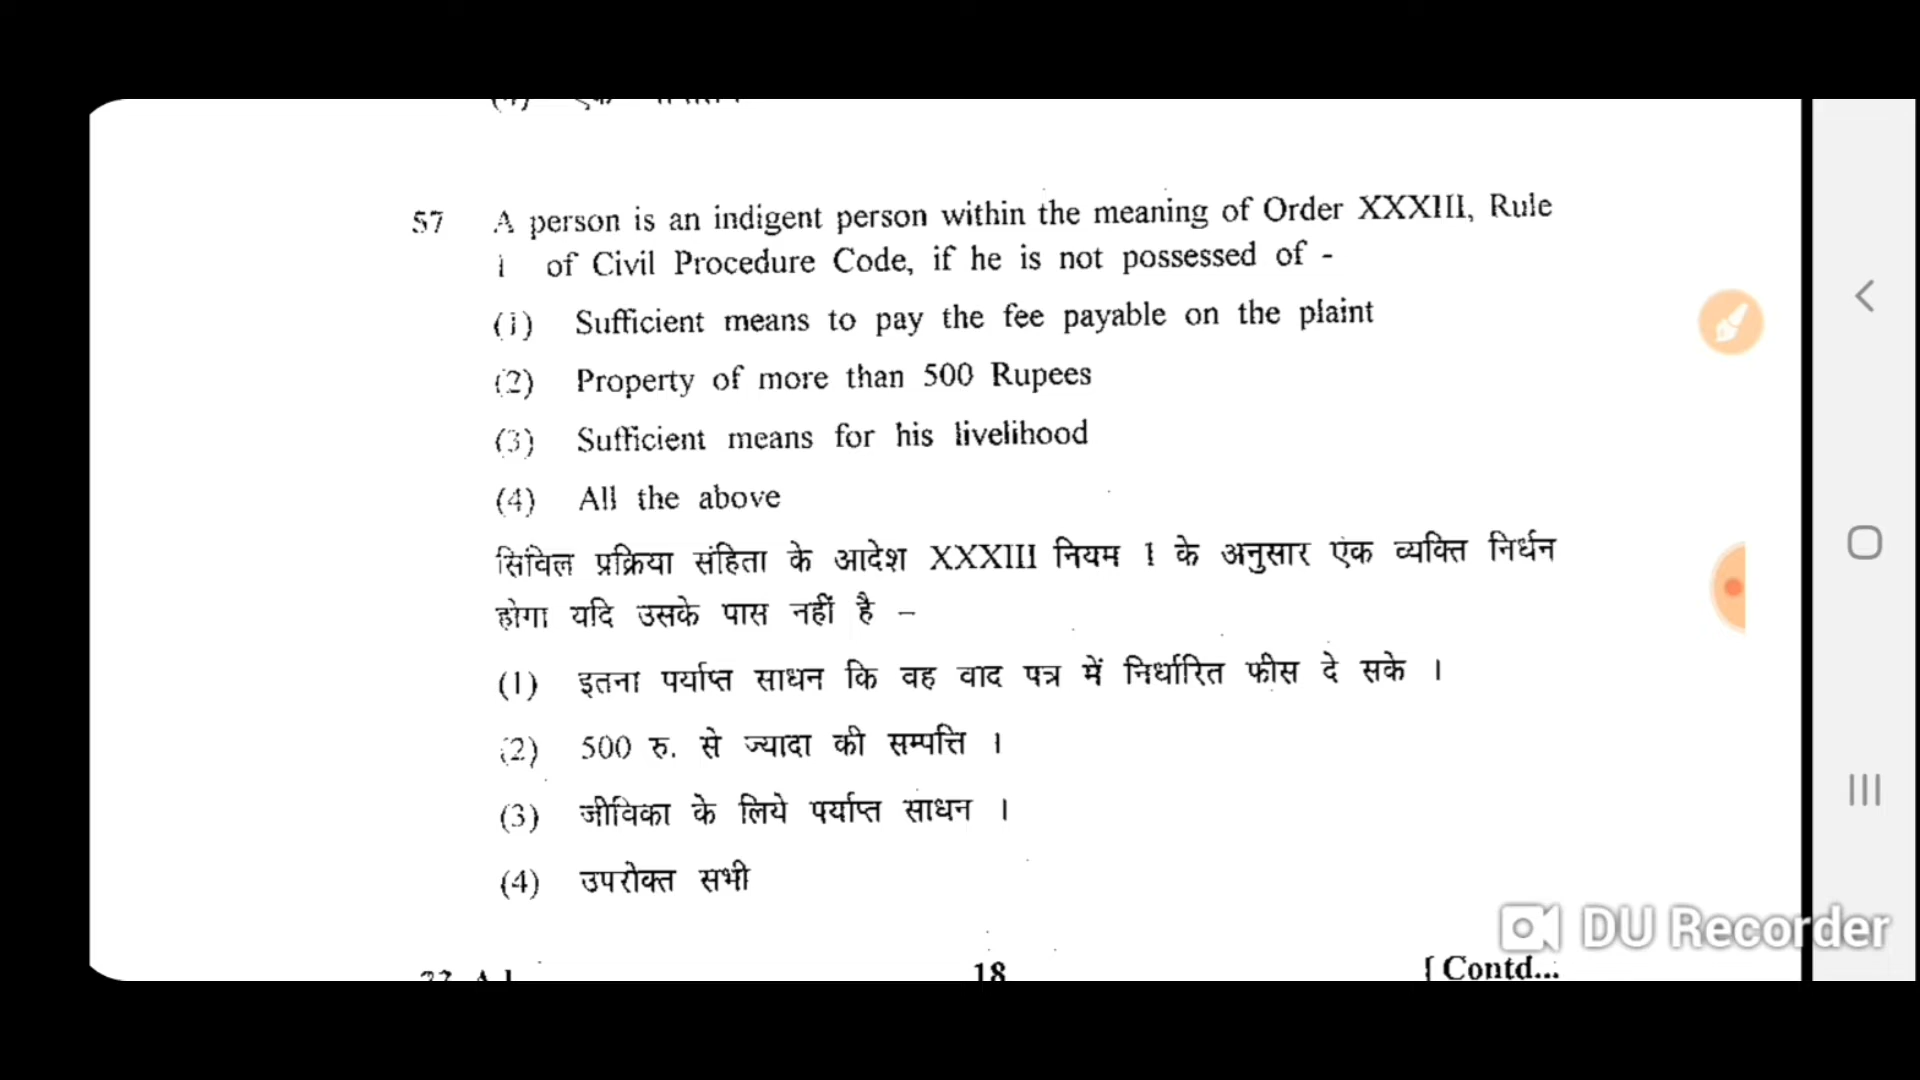 57 A person is an indigent person within the meaning of Order XXXIII, Rule
1 of Civil Procedure Code, if he is not possessed of -
(1) Sufficient means to pay the fee payable on the plaint
(2) Property of more than 500 Rupees
(3) Sufficient means for his livelihood
(4) All the above
सिविल प्रक्रिया संहिता के आदेश XXXIII नियम 1 के अनुसार एक व्यक्ति निर्धन
होगा यदि उसके पास नहीं है –
(1) इतना पर्याप्त साधन कि वह वाद पत्र में निर्धारित फीस दे सके ।
(2) 500 रु. से ज्यादा की सम्पत्ति ।
(3) जीविका के लिये पर्याप्त साधन ।
(4) उपरोक्त सभी
DU Recorder
18 [ Contd...